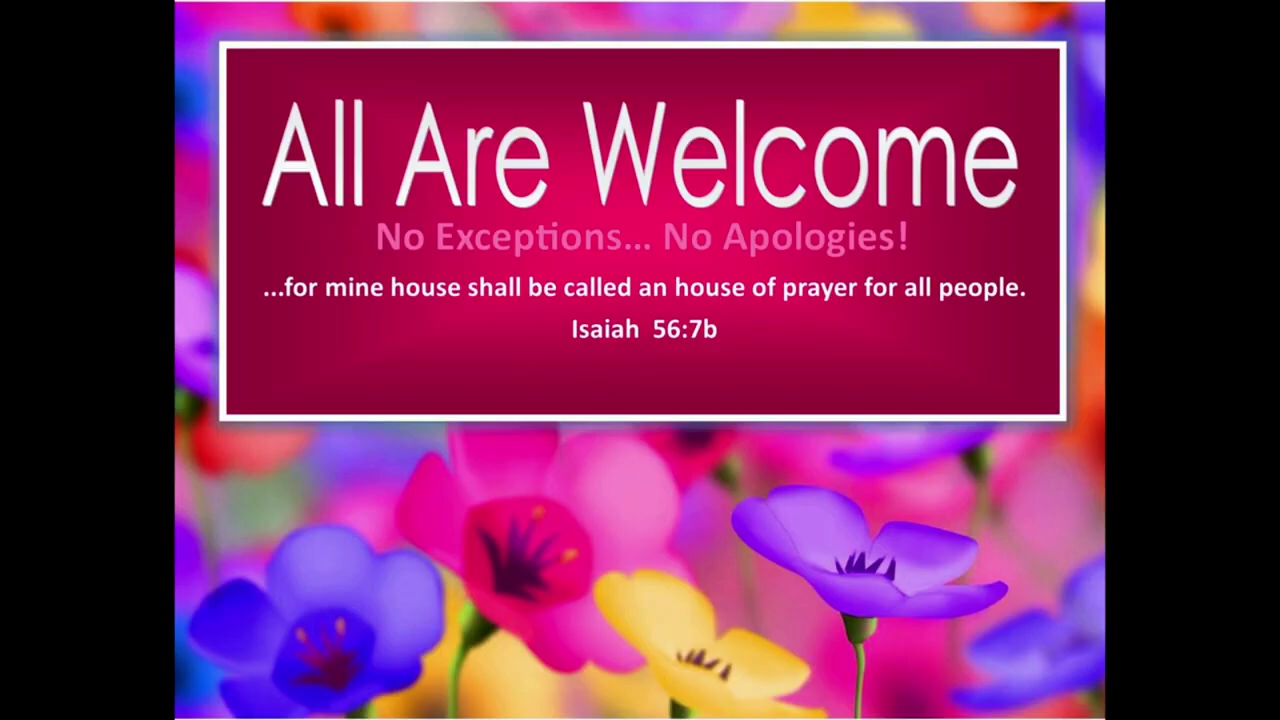 All Are Welcome
No Exceptions... No Apologies!
...for mine house shall be called an house of prayer for all people.
Isaiah  56:7b